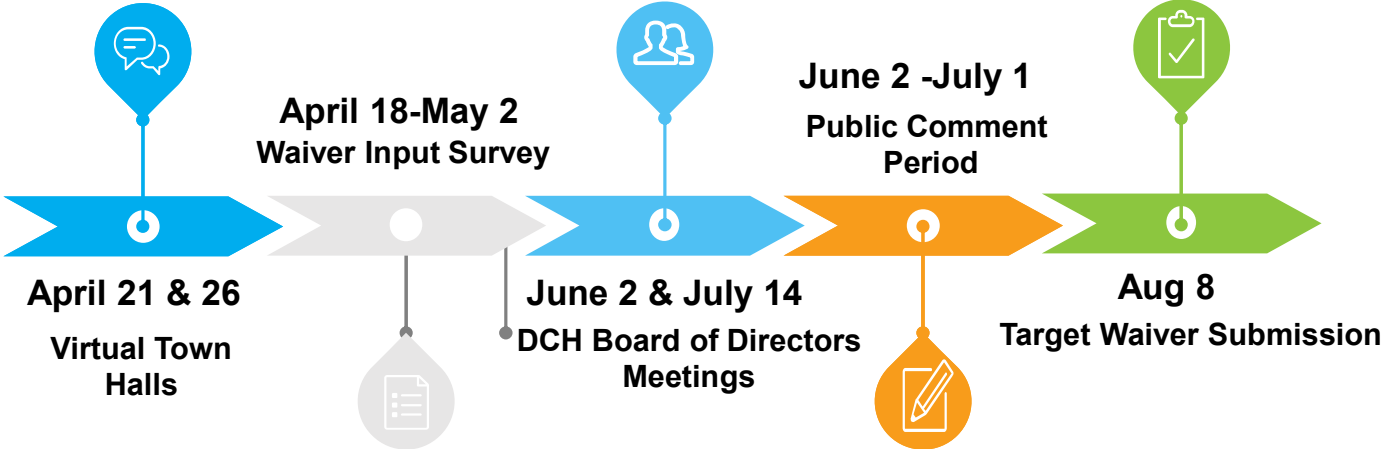 April 21 & 26
Virtual Town
Halls
April 18-May 2
Waiver Input Survey
June 2 & July 14
DCH Board of Directors
Meetings
June 2 -July 1
Public Comment
Period
Aug 8
Target Waiver Submission